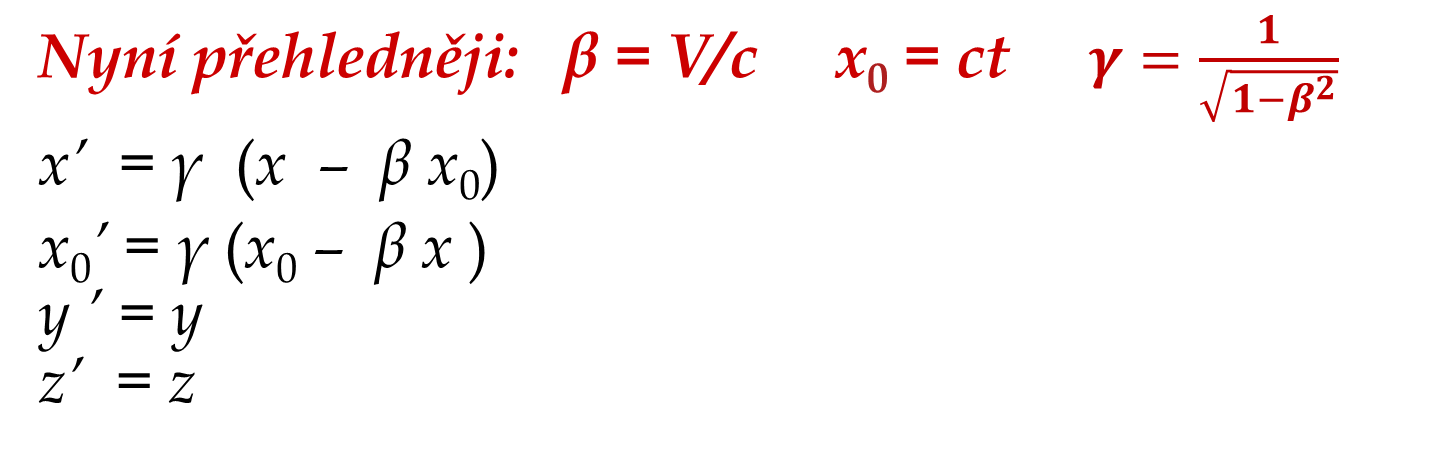 Nyní přehledněji: β = V/c x₀ = ct γ = 1/√(1−β²)
x′ = γ (x – β x₀)
x₀′ = γ (x₀ – β x )
y ′ = y
z′ = z